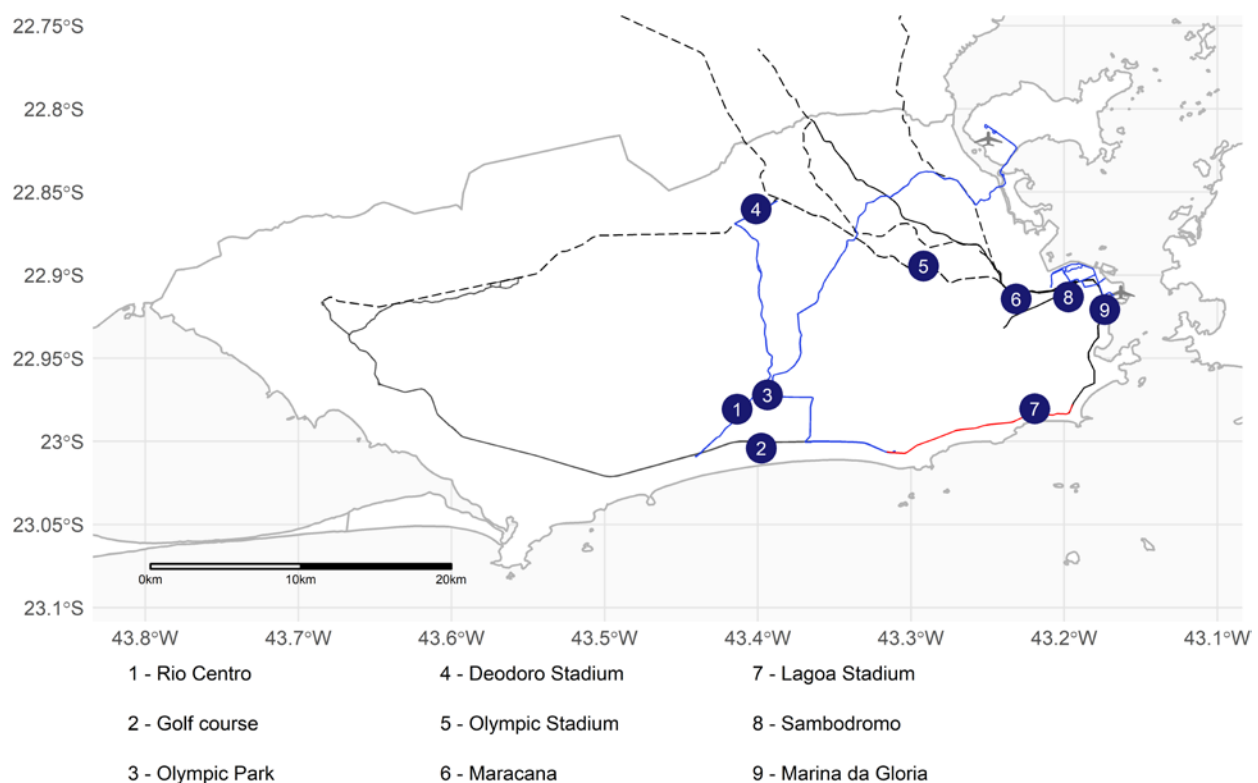 22.75°S
22.8°S
22.85°S
22.9°S
22.95°S
23°S
23.05°S
23.1°S
4
5
6
8
9
3
1
7
2
0km 10km 20km
43.8°W 43.7°W 43.6°W 43.5°W 43.4°W 43.3°W 43.2°W 43.1°W
1 - Rio Centro 4 - Deodoro Stadium 7 - Lagoa Stadium
2 - Golf course 5 - Olympic Stadium 8 - Sambodromo
3 - Olympic Park 6 - Maracana 9 - Marina da Gloria